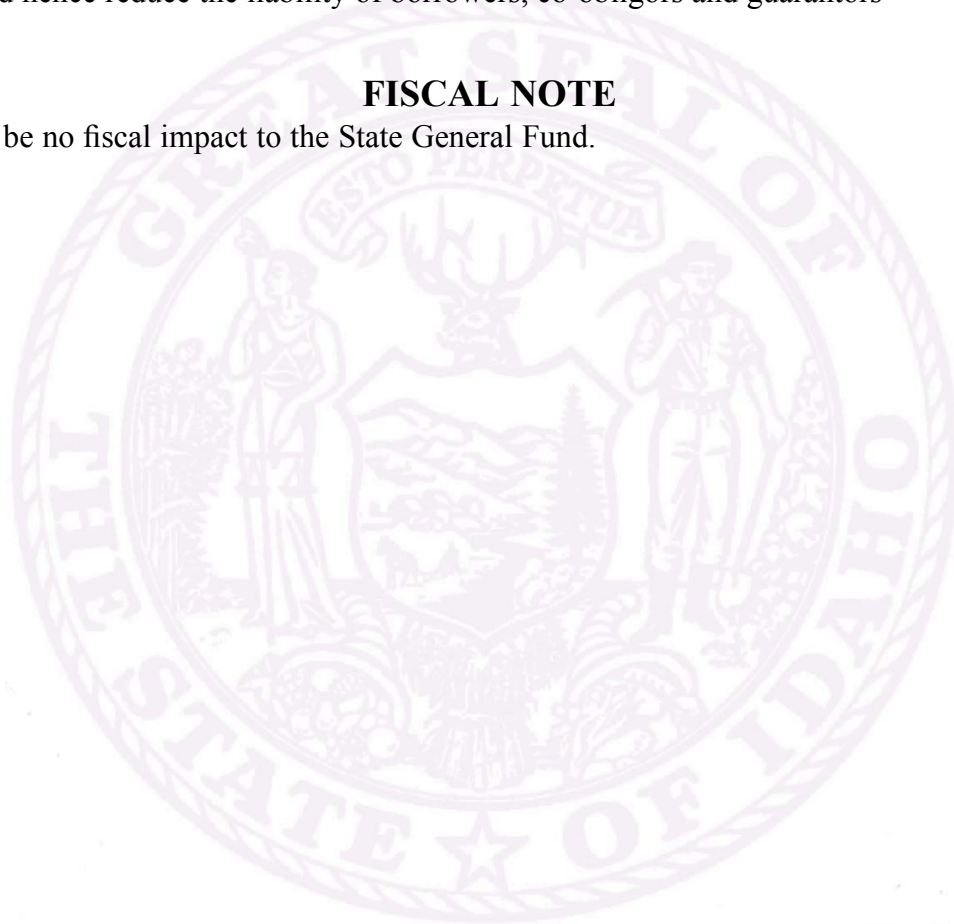 d hence reduce the liability of borrowers, co-obligors and guarantors
FISCAL NOTE
be no fiscal impact to the State General Fund.
GREAT SEAL OF
ESTO PERPETUA
THE STATE OF IDAHO